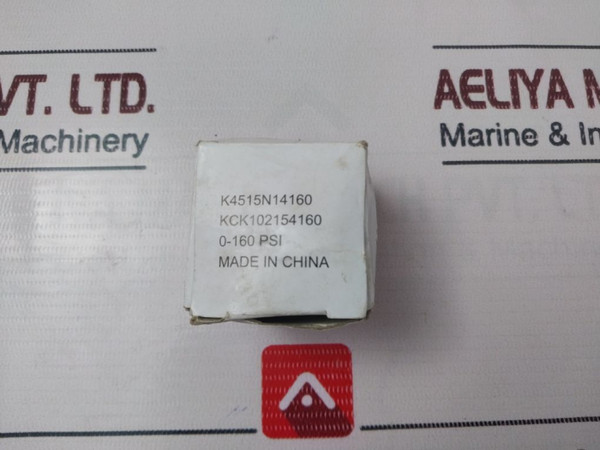 VT. LTD.
Machinery
AELIYA M
Marine & In
K4515N14160
KCK102154160
0-160 PSI
MADE IN CHINA